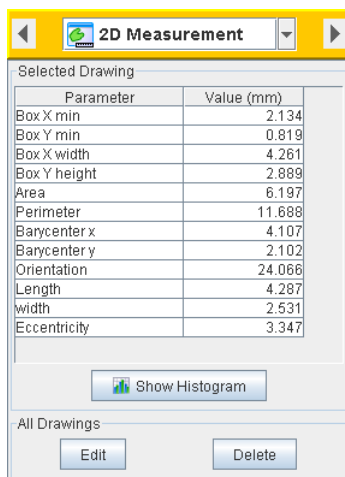 2D Measurement
Selected Drawing
Parameter Value (mm)
Box X min 2.134
Box Y min 0.819
Box X width 4.261
Box Y height 2.889
Area 6.197
Perimeter 11.688
Barycenter x 4.107
Barycenter y 2.102
Orientation 24.066
Length 4.287
width 2.531
Eccentricity 3.347
Show Histogram
All Drawings
Edit Delete